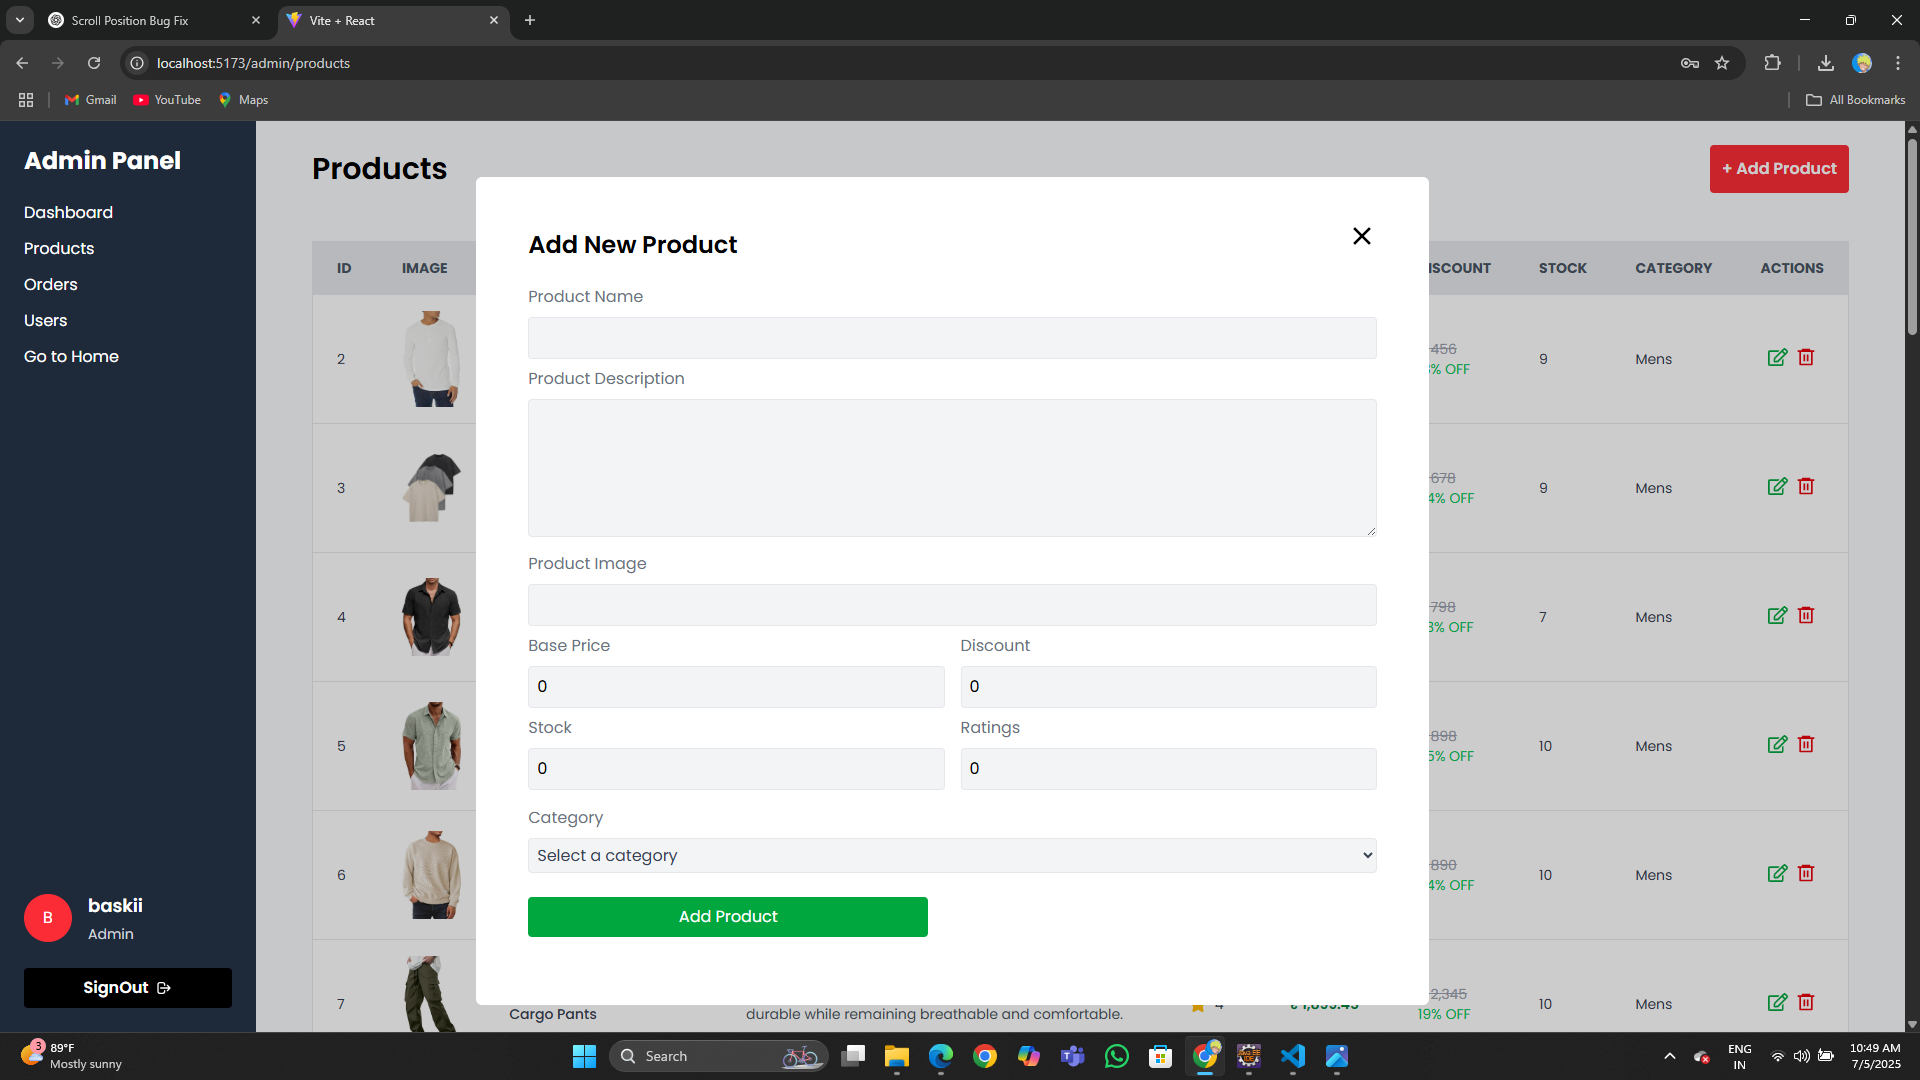 Scroll Position Bug Fix
Vite + React
localhost:5173/admin/products
Gmail
YouTube
Maps
All Bookmarks
Admin Panel
Dashboard
Products
Orders
Users
Go to Home
baskii
Admin
B
SignOut
Products
+ Add Product
ID IMAGE ISCOUNT STOCK CATEGORY ACTIONS
2 456 % OFF 9 Mens
3 678 4% OFF 9 Mens
4 798 3% OFF 7 Mens
5 898 5% OFF 10 Mens
6 890 4% OFF 10 Mens
7 Cargo Pants durable while remaining breathable and comfortable. 4 2,345 19% OFF 10 Mens
Add New Product
Product Name
Product Description
Product Image
Base Price Discount
0 0
Stock Ratings
0 0
Category
Select a category
Add Product
3
89°F
Mostly sunny
Search
ENG
IN
10:49 AM
7/5/2025